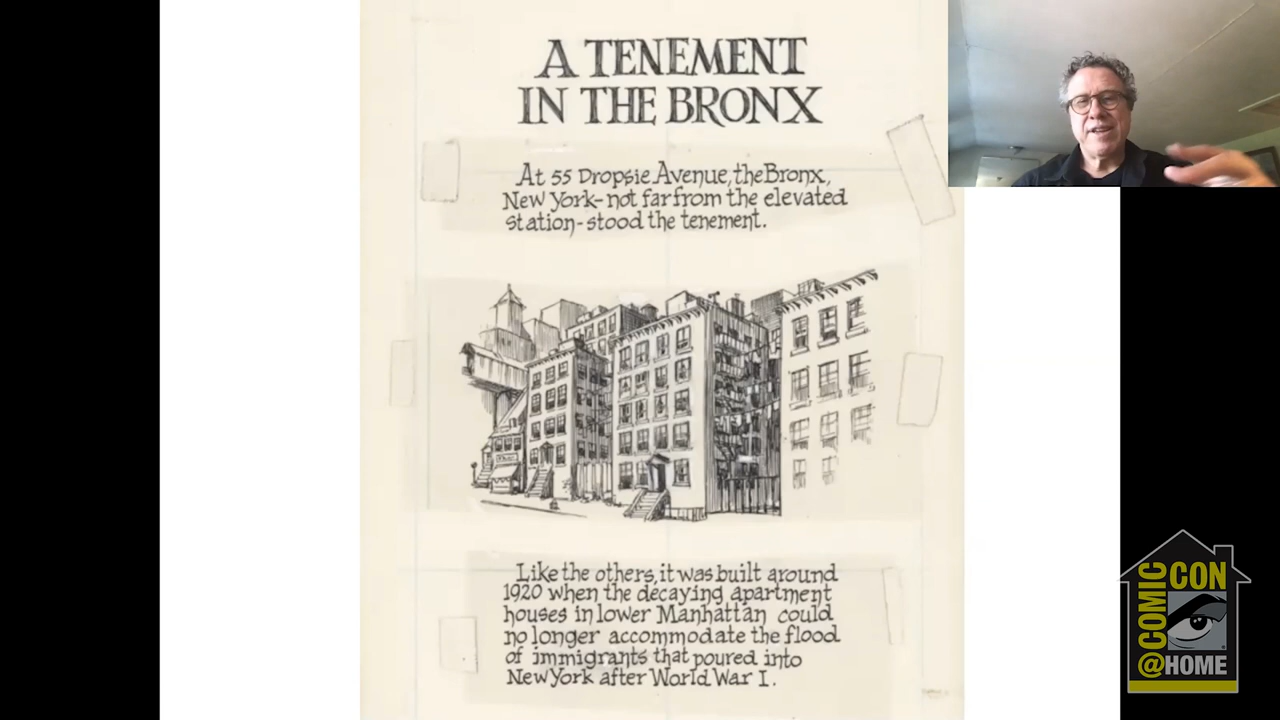 A TENEMENT
IN THE BRONX
At 55 Dropsie Avenue, the Bronx,
New York-not far from the elevated
station-stood the tenement.
Like the others, it was built around
1920 when the decaying apartment
houses in lower Manhattan could
no longer accommodate the flood
of immigrants that poured into
New York after World War I.
COMIC
CON
@HOME